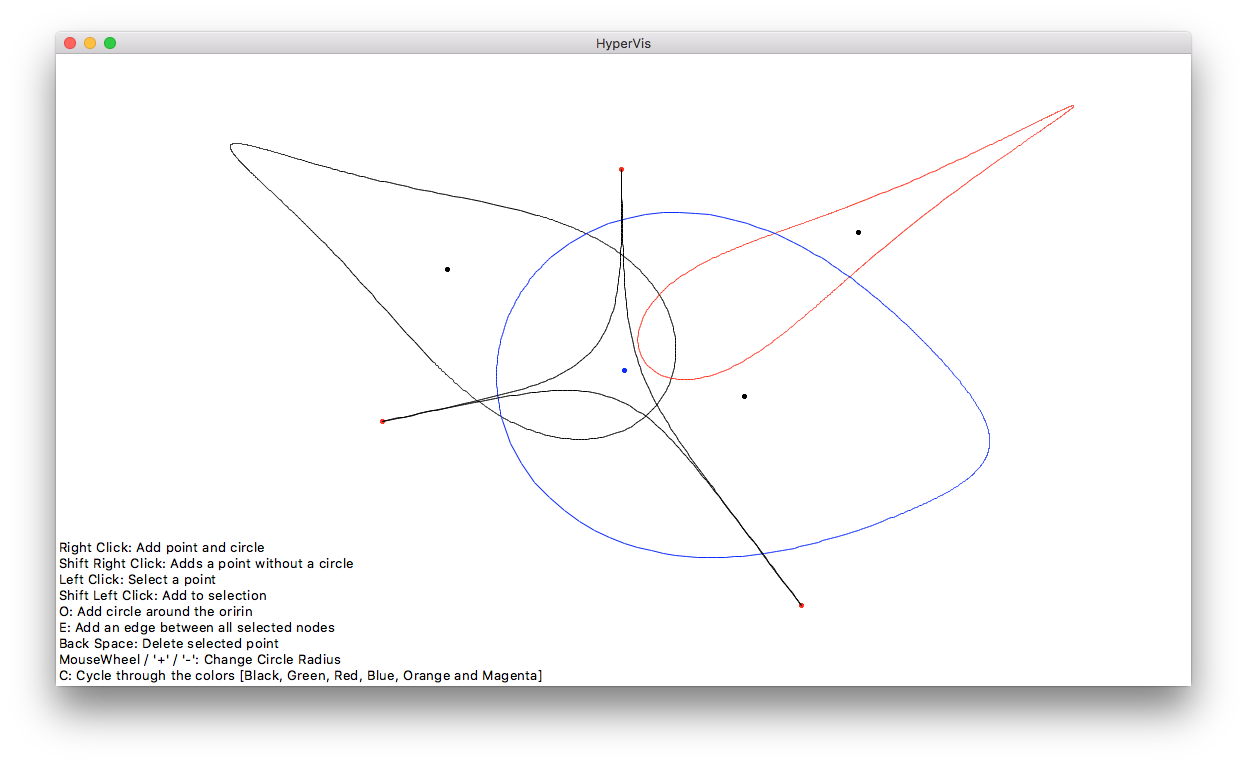 HyperVis
Right Click: Add point and circle
Shift Right Click: Adds a point without a circle
Left Click: Select a point
Shift Left Click: Add to selection
O: Add circle around the oririn
E: Add an edge between all selected nodes
Back Space: Delete selected point
MouseWheel / '+' / '-': Change Circle Radius
C: Cycle through the colors [Black, Green, Red, Blue, Orange and Magenta]